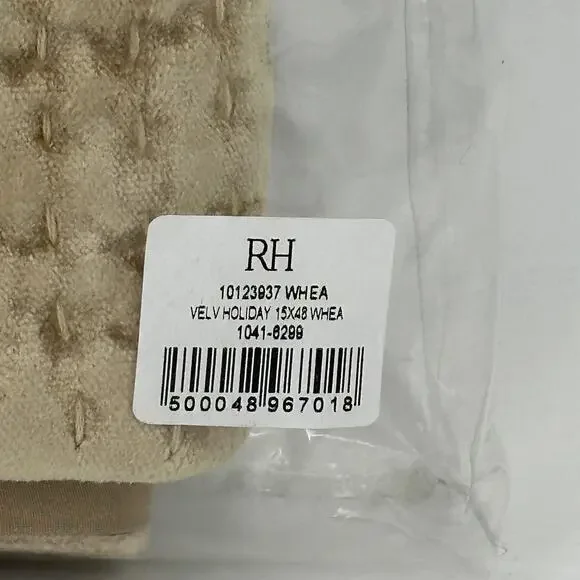 RH
10123937 WHEA
VELV HOLIDAY 15X48 WHEA
1041-6299
500048 967018